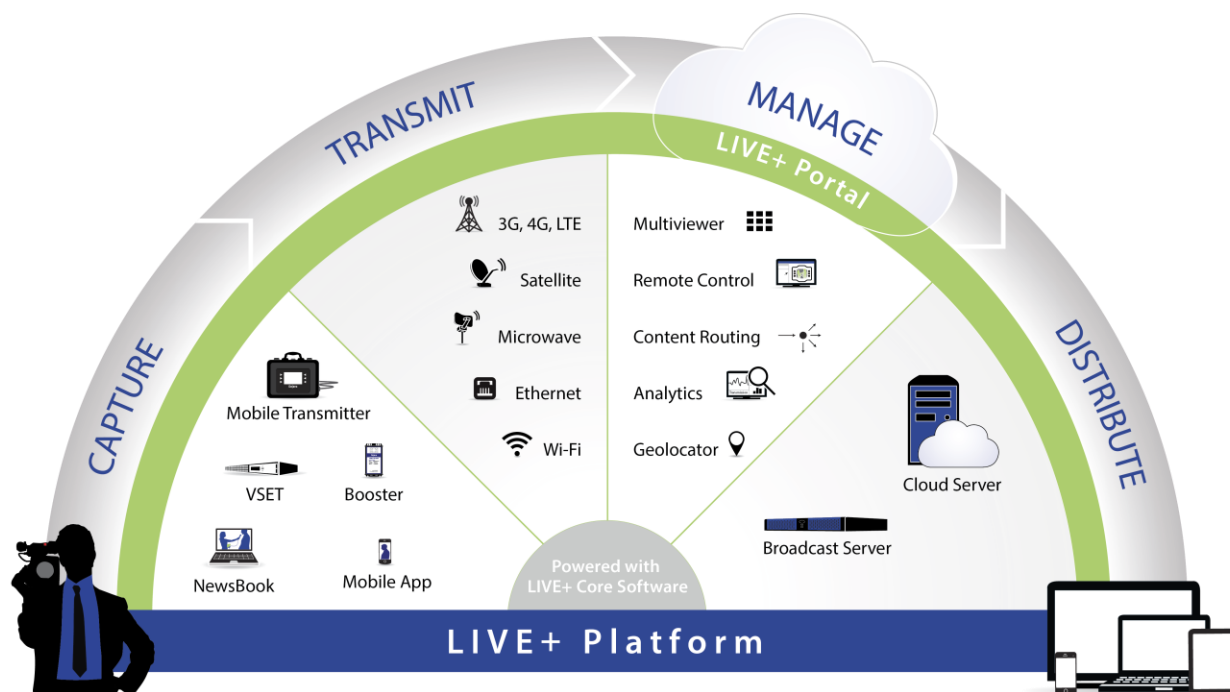 CAPTURE
TRANSMIT
MANAGE
LIVE+ Portal
DISTRIBUTE
Mobile Transmitter
VSET
Booster
NewsBook
Mobile App
3G, 4G, LTE
Satellite
Microwave
Ethernet
Wi-Fi
Multiviewer
Remote Control
Content Routing
Analytics
Geolocator
Cloud Server
Broadcast Server
Powered with
LIVE+ Core Software
LIVE+ Platform